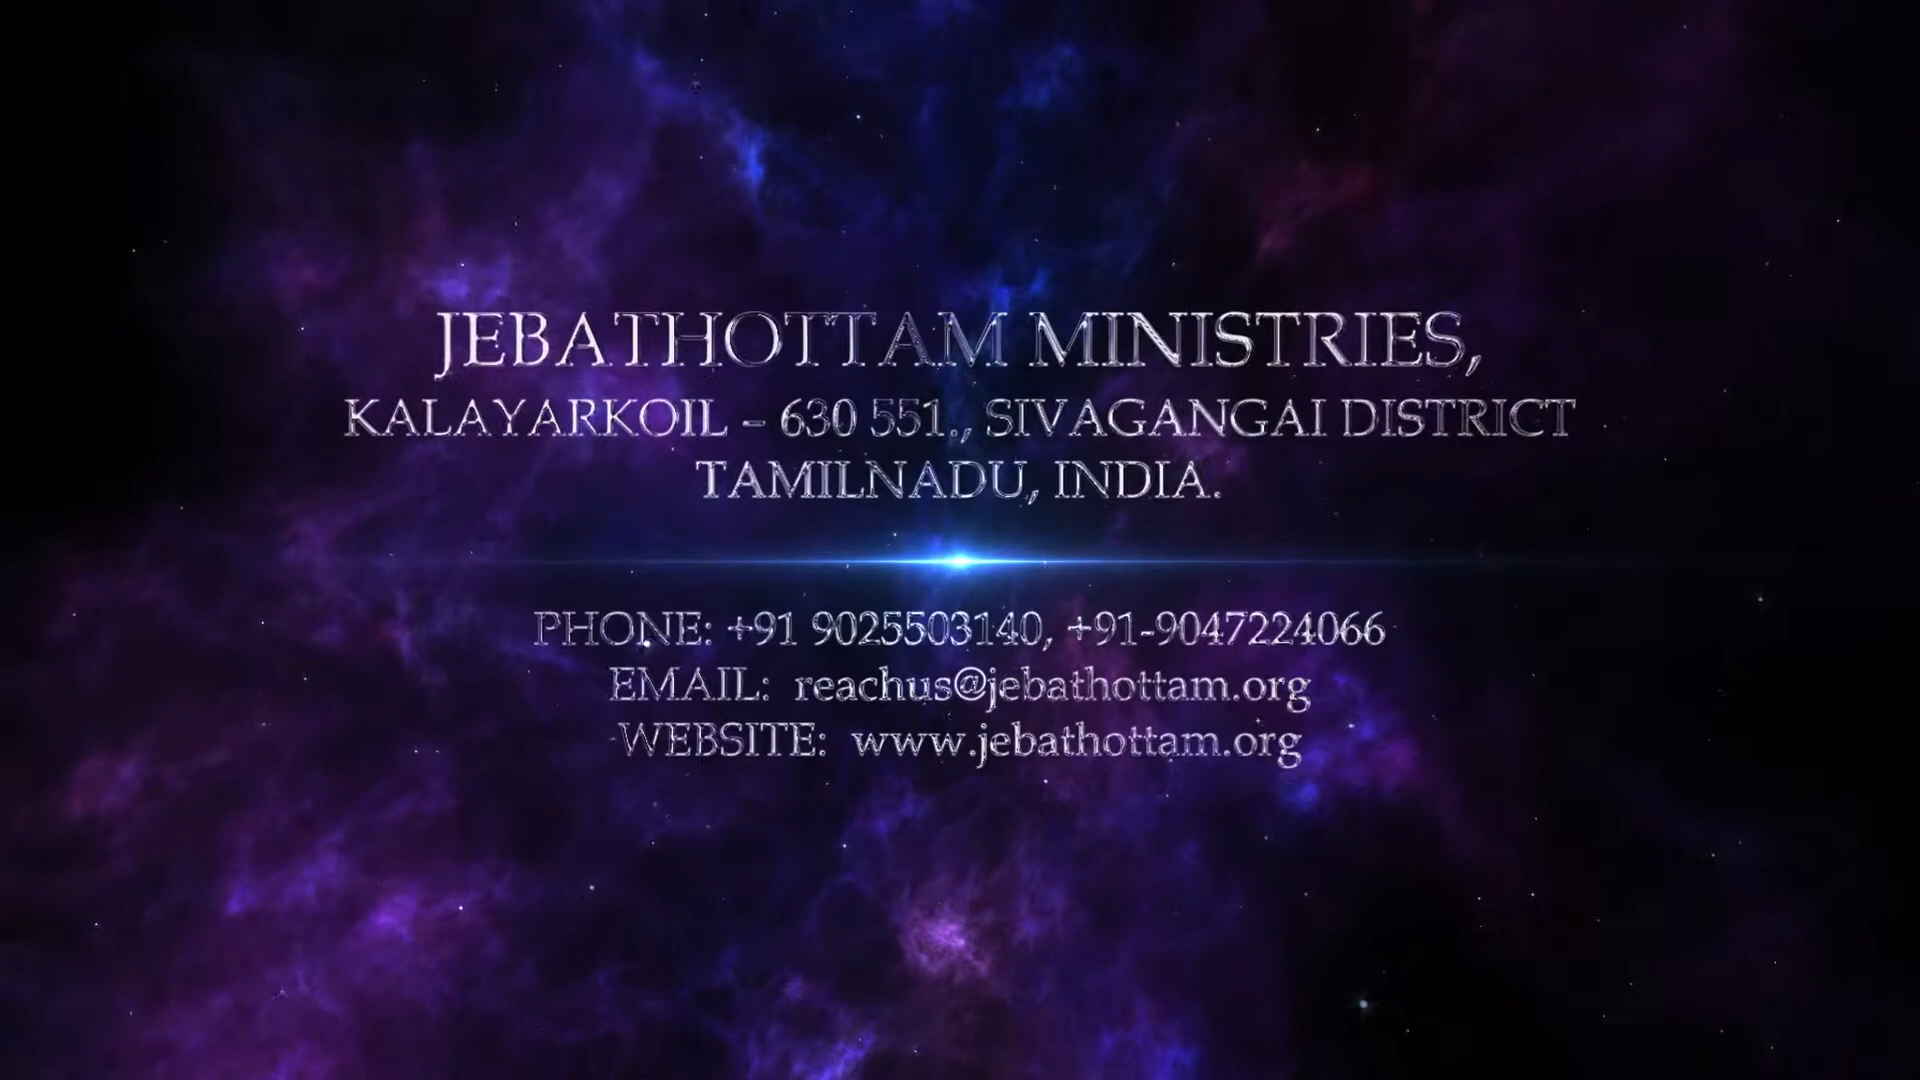 JEBATHOTTAM MINISTRIES,
KALAYARKOIL – 630 551., SIVAGANGAI DISTRICT
TAMILNADU, INDIA.
PHONE: +91 9025503140, +91-9047224066
EMAIL: reachus@jebathottam.org
WEBSITE: www.jebathottam.org